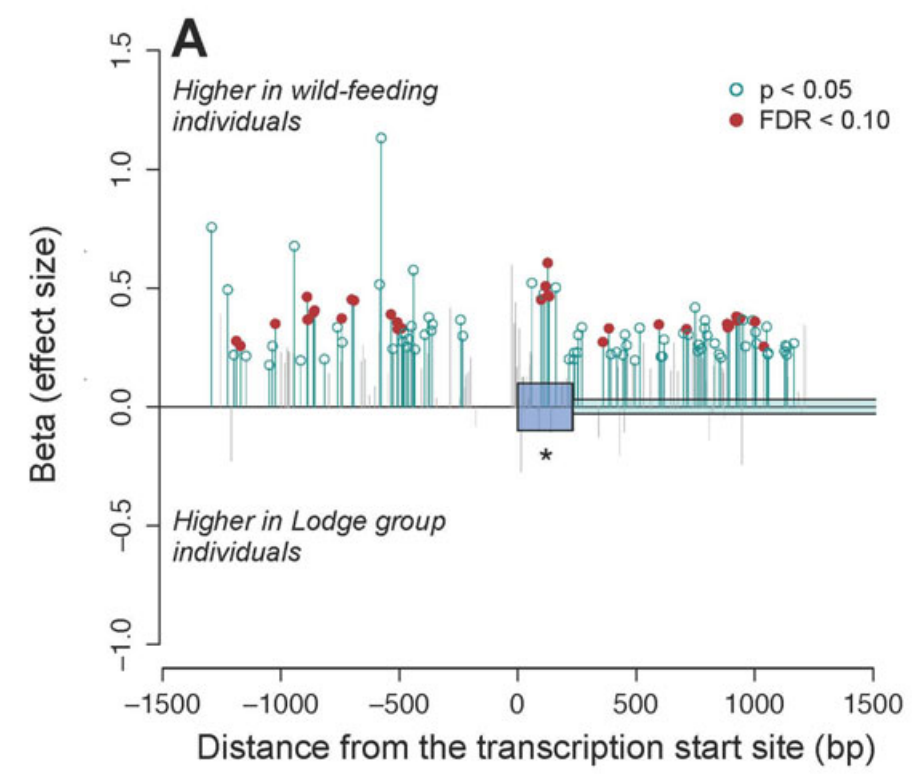 A
Higher in wild-feeding
individuals
p < 0.05
FDR < 0.10
Beta (effect size)
1.5
1.0
0.5
0.0
−0.5
−1.0
*
Higher in Lodge group
individuals
−1500 −1000 −500 0 500 1000 1500
Distance from the transcription start site (bp)